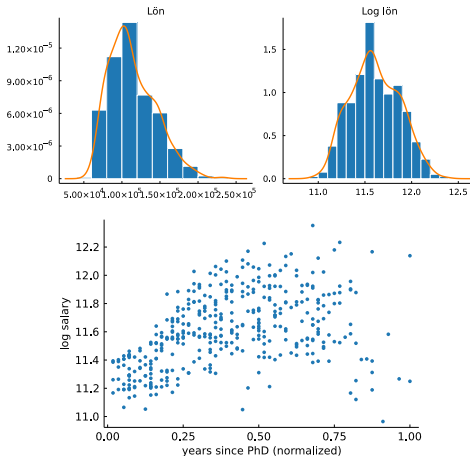 Lön
Log lön
1.20×10⁻⁵
9.00×10⁻⁶
6.00×10⁻⁶
3.00×10⁻⁶
0
5.00×10⁴ 1.00×10⁵ 1.50×10⁵ 2.00×10⁵ 2.50×10⁵
1.5
1.0
0.5
0.0
11.0 11.5 12.0 12.5
12.2
12.0
11.8
11.6
11.4
11.2
11.0
log salary
0.00 0.25 0.50 0.75 1.00
years since PhD (normalized)